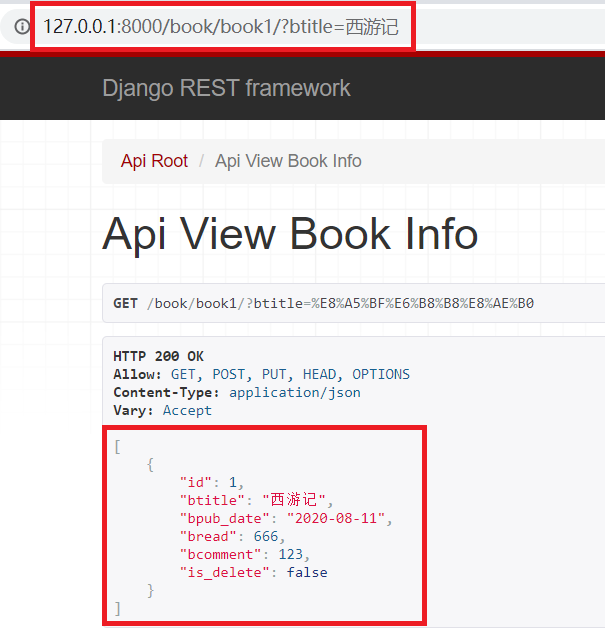 127.0.0.1:8000/book/book1/?btitle=西游记
Django REST framework
Api Root / Api View Book Info
Api View Book Info
GET /book/book1/?btitle=%E8%A5%BF%E6%B8%B8%E8%AE%B0
HTTP 200 OK
Allow: GET, POST, PUT, HEAD, OPTIONS
Content-Type: application/json
Vary: Accept
[
{
"id": 1,
"btitle": "西游记",
"bpub_date": "2020-08-11",
"bread": 666,
"bcomment": 123,
"is_delete": false
}
]